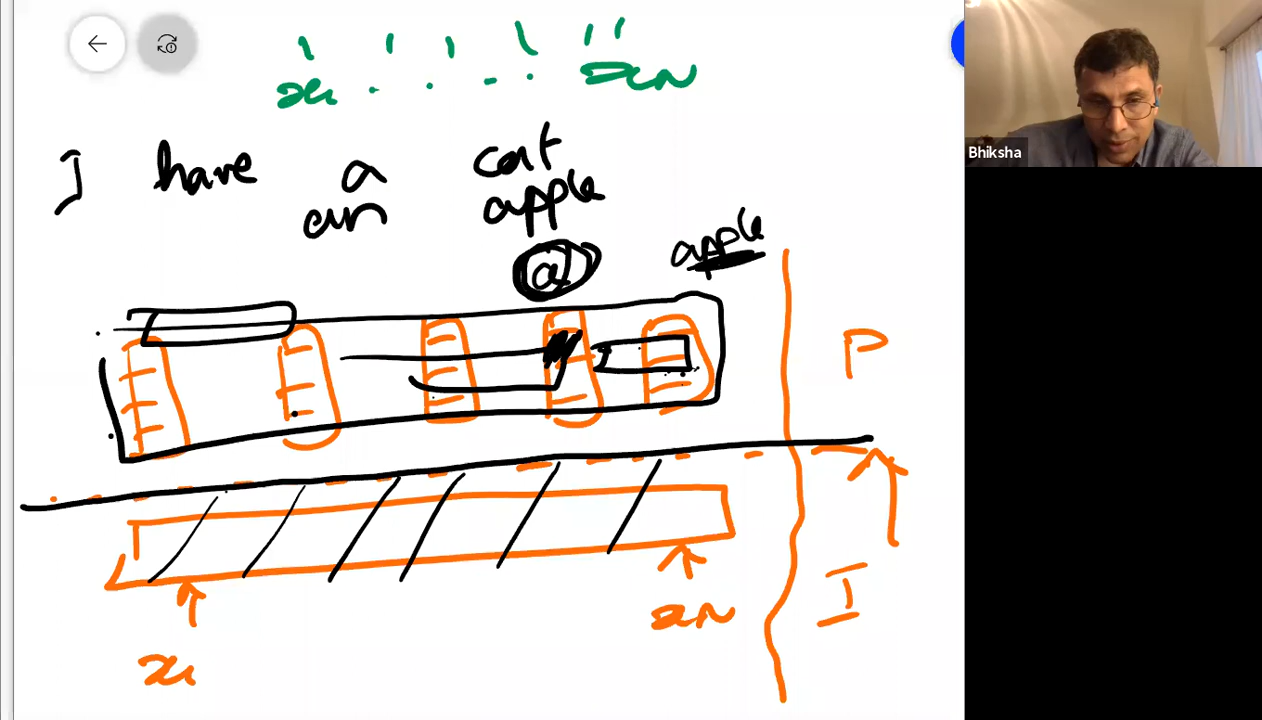 x1 . . - . xN
I have a cat
an apple
a
apple
P
I
x1
xN
Bhiksha